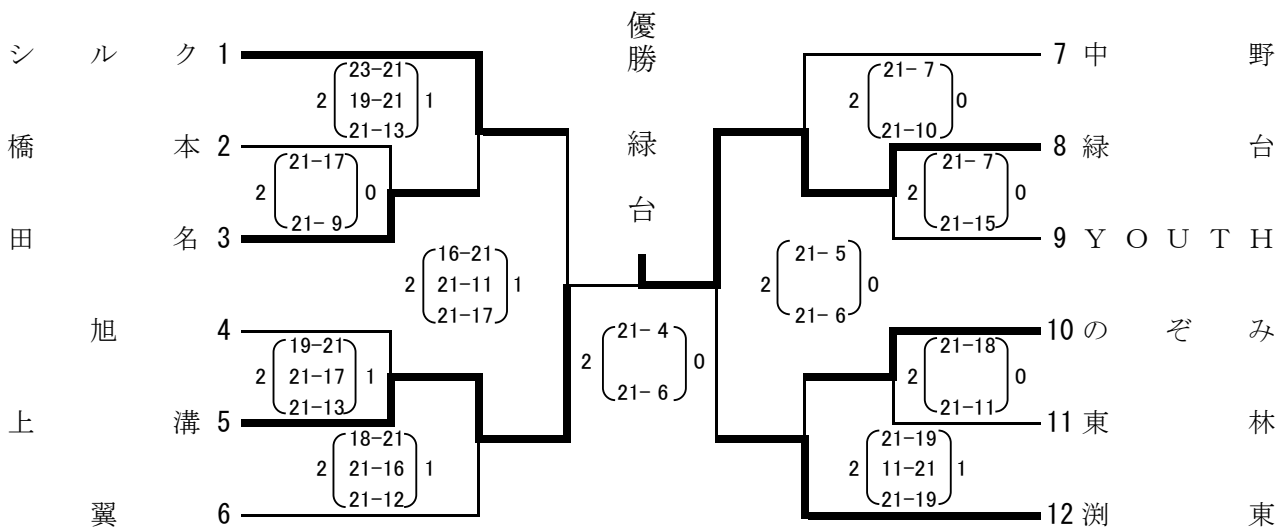 優勝 緑台
シルク 1
2 23-21 1
19-21
21-13
橋本 2
2 21-17 0
21- 9
田名 3
2 16-21 1
21-11
21-17
旭 4
2 19-21 1
21-17
21-13
上溝 5
2 18-21 1
21-16
21-12
翼 6
2 21- 4 0
21- 6
7 中野
2 21- 7 0
21-10
8 緑台
2 21- 7 0
21-15
9 YOUTH
2 21- 5 0
21- 6
10 のぞみ
2 21-18 0
21-11
11 東林
2 21-19 1
11-21
21-19
12 渕東